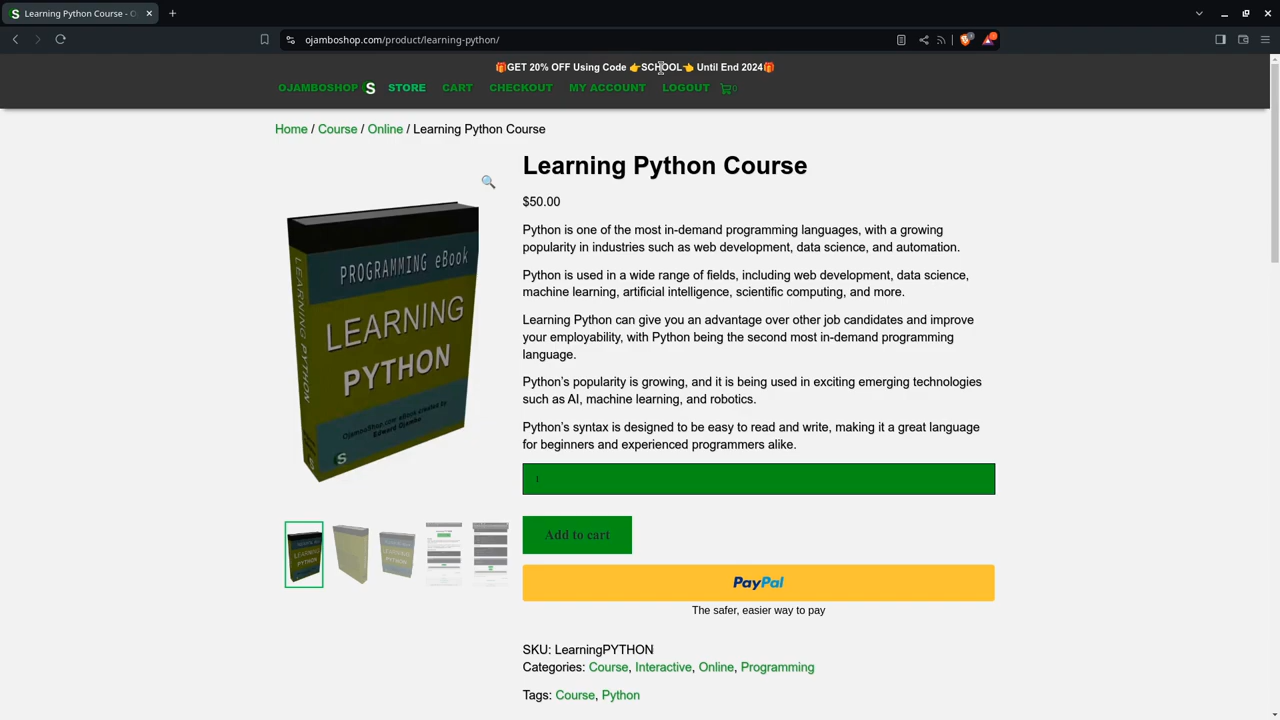 Learning Python Course - O
ojamboshop.com/product/learning-python/
🎁GET 20% OFF Using Code 👉SCHOOL👈 Until End 2024🎁
OJAMBOSHOP S STORE CART CHECKOUT MY ACCOUNT LOGOUT 0
Home / Course / Online / Learning Python Course
Learning Python Course
$50.00
Python is one of the most in-demand programming languages, with a growing
popularity in industries such as web development, data science, and automation.
Python is used in a wide range of fields, including web development, data science,
machine learning, artificial intelligence, scientific computing, and more.
Learning Python can give you an advantage over other job candidates and improve
your employability, with Python being the second most in-demand programming
language.
Python’s popularity is growing, and it is being used in exciting emerging technologies
such as AI, machine learning, and robotics.
Python’s syntax is designed to be easy to read and write, making it a great language
for beginners and experienced programmers alike.
1
Add to cart
PayPal
The safer, easier way to pay
SKU: LearningPYTHON
Categories: Course, Interactive, Online, Programming
Tags: Course, Python
PROGRAMMING eBook
LEARNING
PYTHON
OjamboShop.com eBook created by
Edward Ojambo
S
LEARNING PYTHON
S